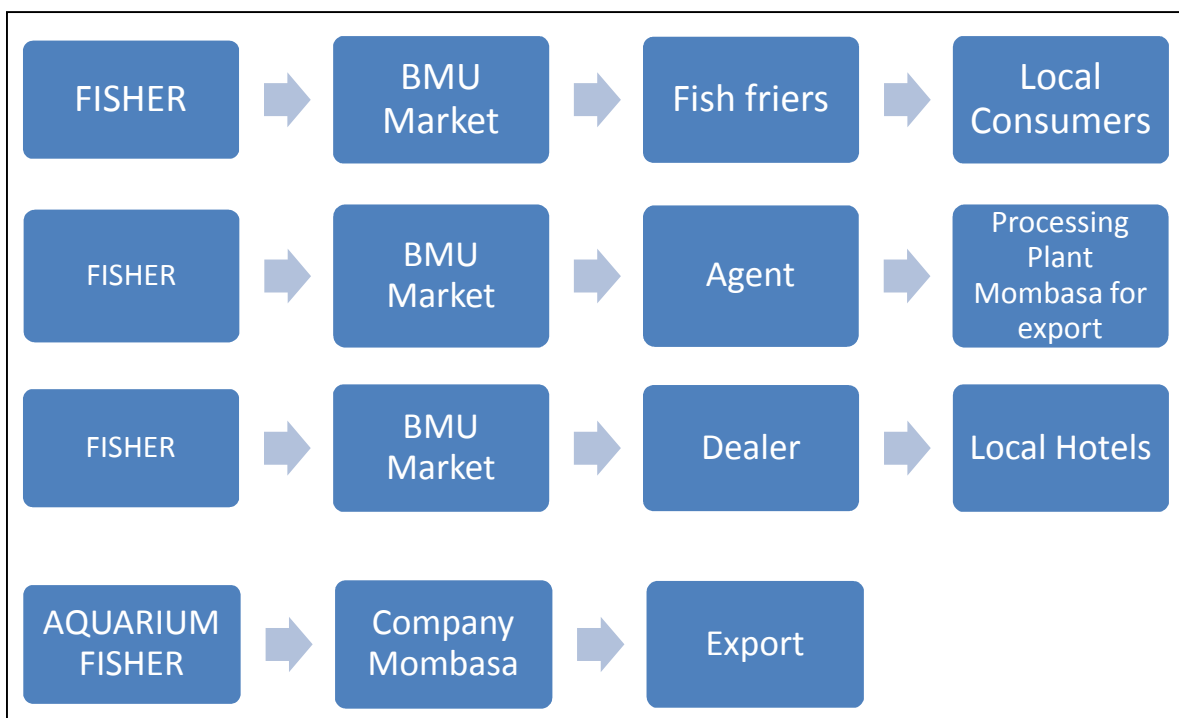 FISHER
BMU
Market
Fish friers
Local
Consumers
FISHER
BMU
Market
Agent
Processing
Plant
Mombasa for
export
FISHER
BMU
Market
Dealer
Local Hotels
AQUARIUM
FISHER
Company
Mombasa
Export